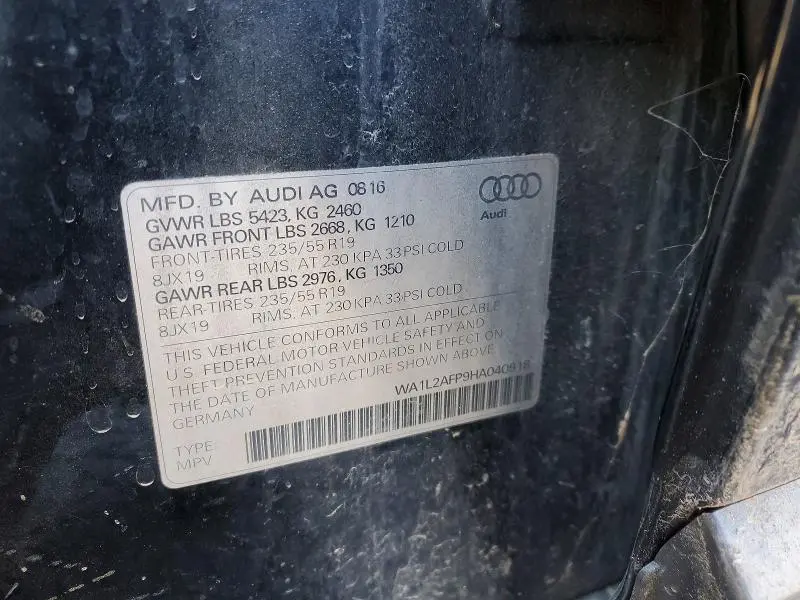 MFD. BY AUDI AG 08 16
GVWR LBS 5423, KG 2460
GAWR FRONT LBS 2668, KG 1210
FRONT-TIRES 235/55 R19
8JX19 RIMS, AT 230 KPA 33 PSI COLD
GAWR REAR LBS 2976, KG 1350
REAR-TIRES 235/55 R19
8JX19 RIMS, AT 230 KPA 33 PSI COLD
Audi
THIS VEHICLE CONFORMS TO ALL APPLICABLE
U.S. FEDERAL MOTOR VEHICLE SAFETY AND
THEFT PREVENTION STANDARDS IN EFFECT ON
THE DATE OF MANUFACTURE SHOWN ABOVE
GERMANY
WA1L2AFP9HA040918
TYPE:
MPV